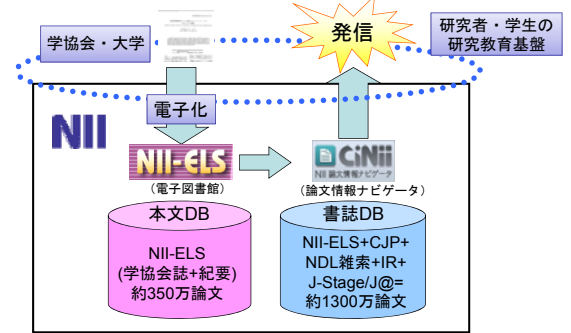 学協会・大学
発信
研究者・学生の
研究教育基盤
電子化
NII
NII-ELS
(電子図書館)
CiNii
NII 論文情報ナビゲータ
(論文情報ナビゲータ)
本文DB
NII-ELS
(学協会誌+紀要)
約350万論文
書誌DB
NII-ELS+CJP+
NDL雑索+IR+
J-Stage/J@=
約1300万論文